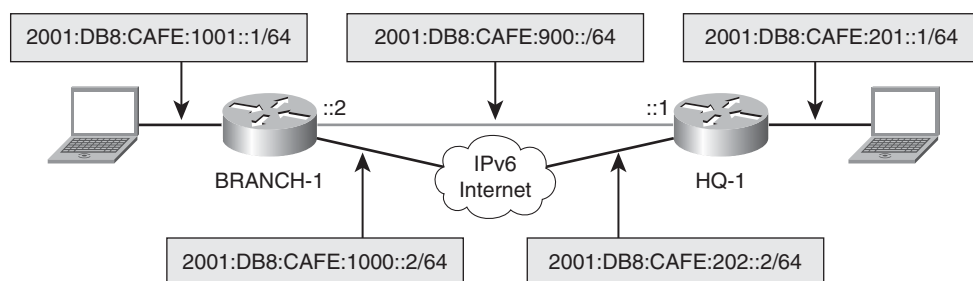 2001:DB8:CAFE:1001::1/64
2001:DB8:CAFE:900::/64
2001:DB8:CAFE:201::1/64
::2
::1
BRANCH-1
IPv6
Internet
HQ-1
2001:DB8:CAFE:1000::2/64
2001:DB8:CAFE:202::2/64